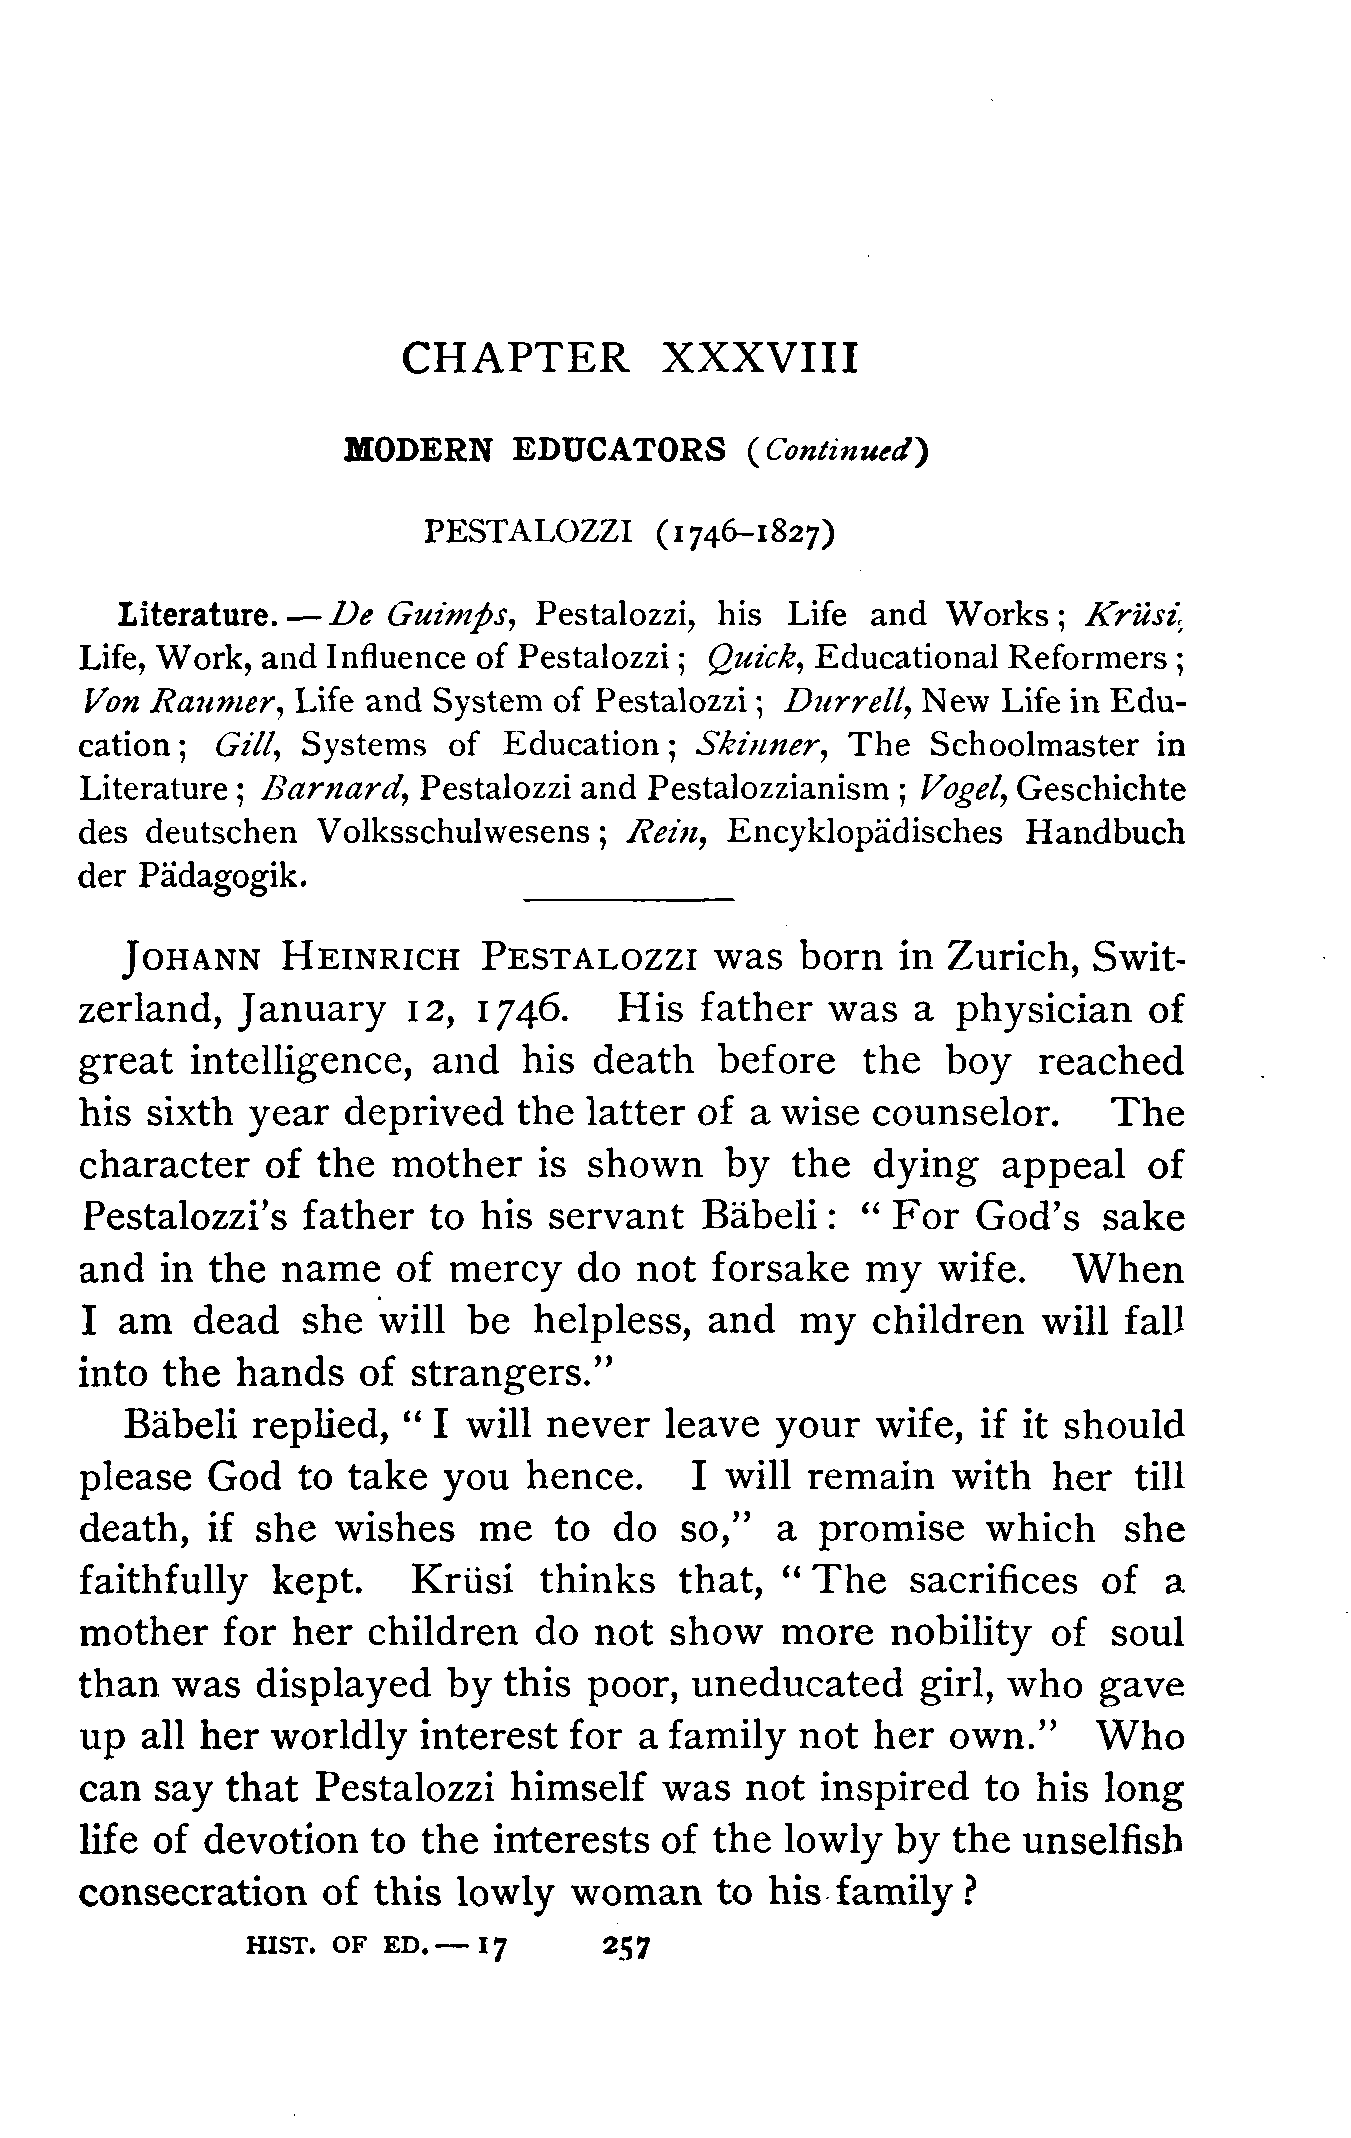 CHAPTER XXXVIII
MODERN EDUCATORS (Continued)
PESTALOZZI (1746–1827)
Literature. — De Guimps, Pestalozzi, his Life and Works; Krüsi,
Life, Work, and Influence of Pestalozzi; Quick, Educational Reformers;
Von Raumer, Life and System of Pestalozzi; Durrell, New Life in Edu-
cation; Gill, Systems of Education; Skinner, The Schoolmaster in
Literature; Barnard, Pestalozzi and Pestalozzianism; Vogel, Geschichte
des deutschen Volksschulwesens; Rein, Encyklopädisches Handbuch
der Pädagogik.
JOHANN HEINRICH PESTALOZZI was born in Zurich, Swit-
zerland, January 12, 1746. His father was a physician of
great intelligence, and his death before the boy reached
his sixth year deprived the latter of a wise counselor. The
character of the mother is shown by the dying appeal of
Pestalozzi's father to his servant Bäbeli: "For God's sake
and in the name of mercy do not forsake my wife. When
I am dead she will be helpless, and my children will fall
into the hands of strangers."
Bäbeli replied, "I will never leave your wife, if it should
please God to take you hence. I will remain with her till
death, if she wishes me to do so," a promise which she
faithfully kept. Krüsi thinks that, "The sacrifices of a
mother for her children do not show more nobility of soul
than was displayed by this poor, uneducated girl, who gave
up all her worldly interest for a family not her own." Who
can say that Pestalozzi himself was not inspired to his long
life of devotion to the interests of the lowly by the unselfish
consecration of this lowly woman to his family?
HIST. OF ED. — 17 257